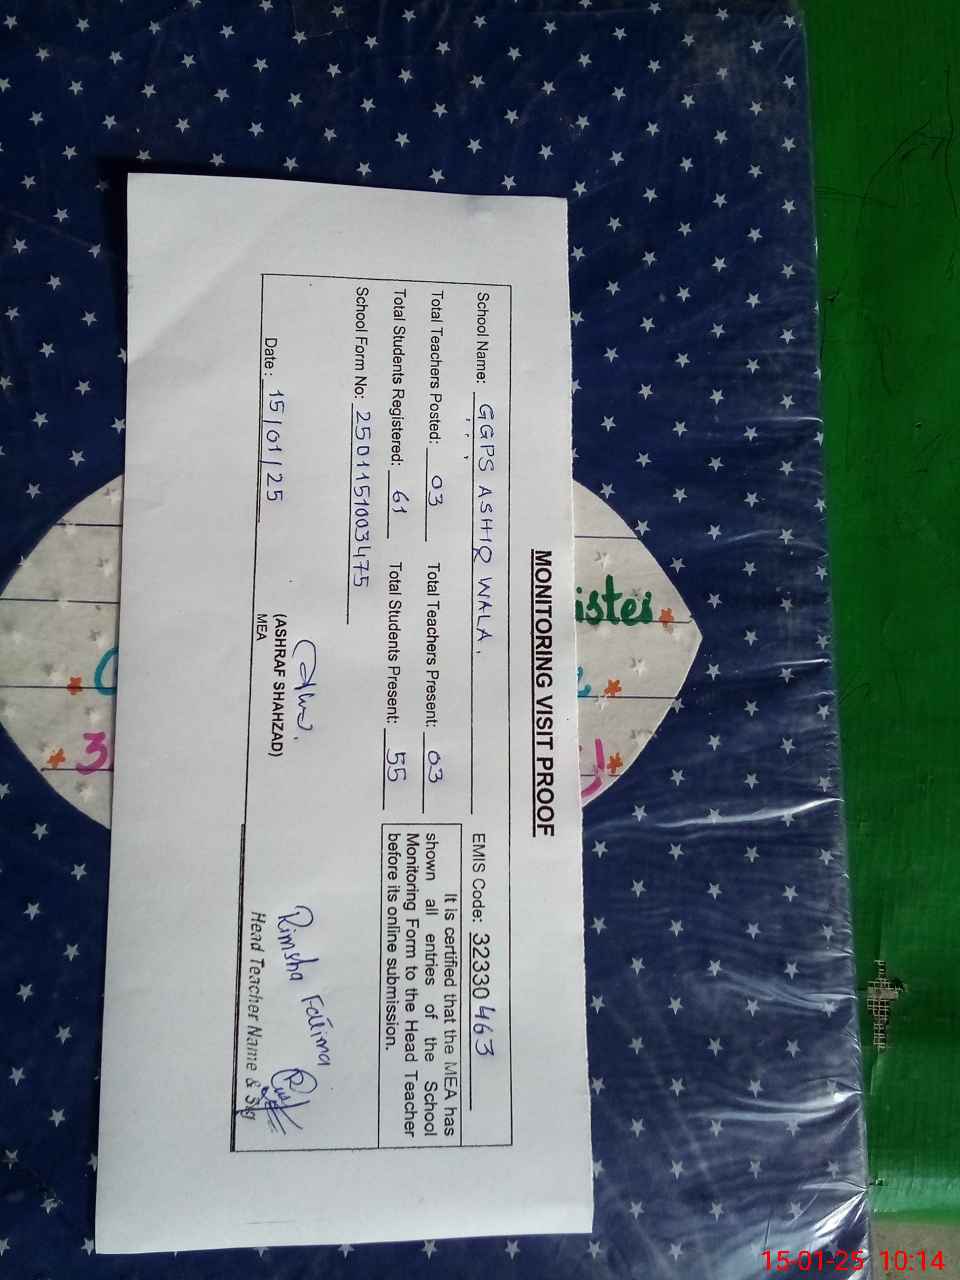 MONITORING VISIT PROOF
School Name: GGPS ASHIQ WALA. EMIS Code: 32330463
Total Teachers Posted: 03 Total Teachers Present: 03
Total Students Registered: 61 Total Students Present: 55
School Form No: 2501151003475
It is certified that the MEA has
shown all entries of the School
Monitoring Form to the Head Teacher
before its online submission.
Date: 15/01/25
(ASHRAF SHAHZAD)
MEA
Rimsha Fatima
Head Teacher Name & Sig
15-01-25 10:14